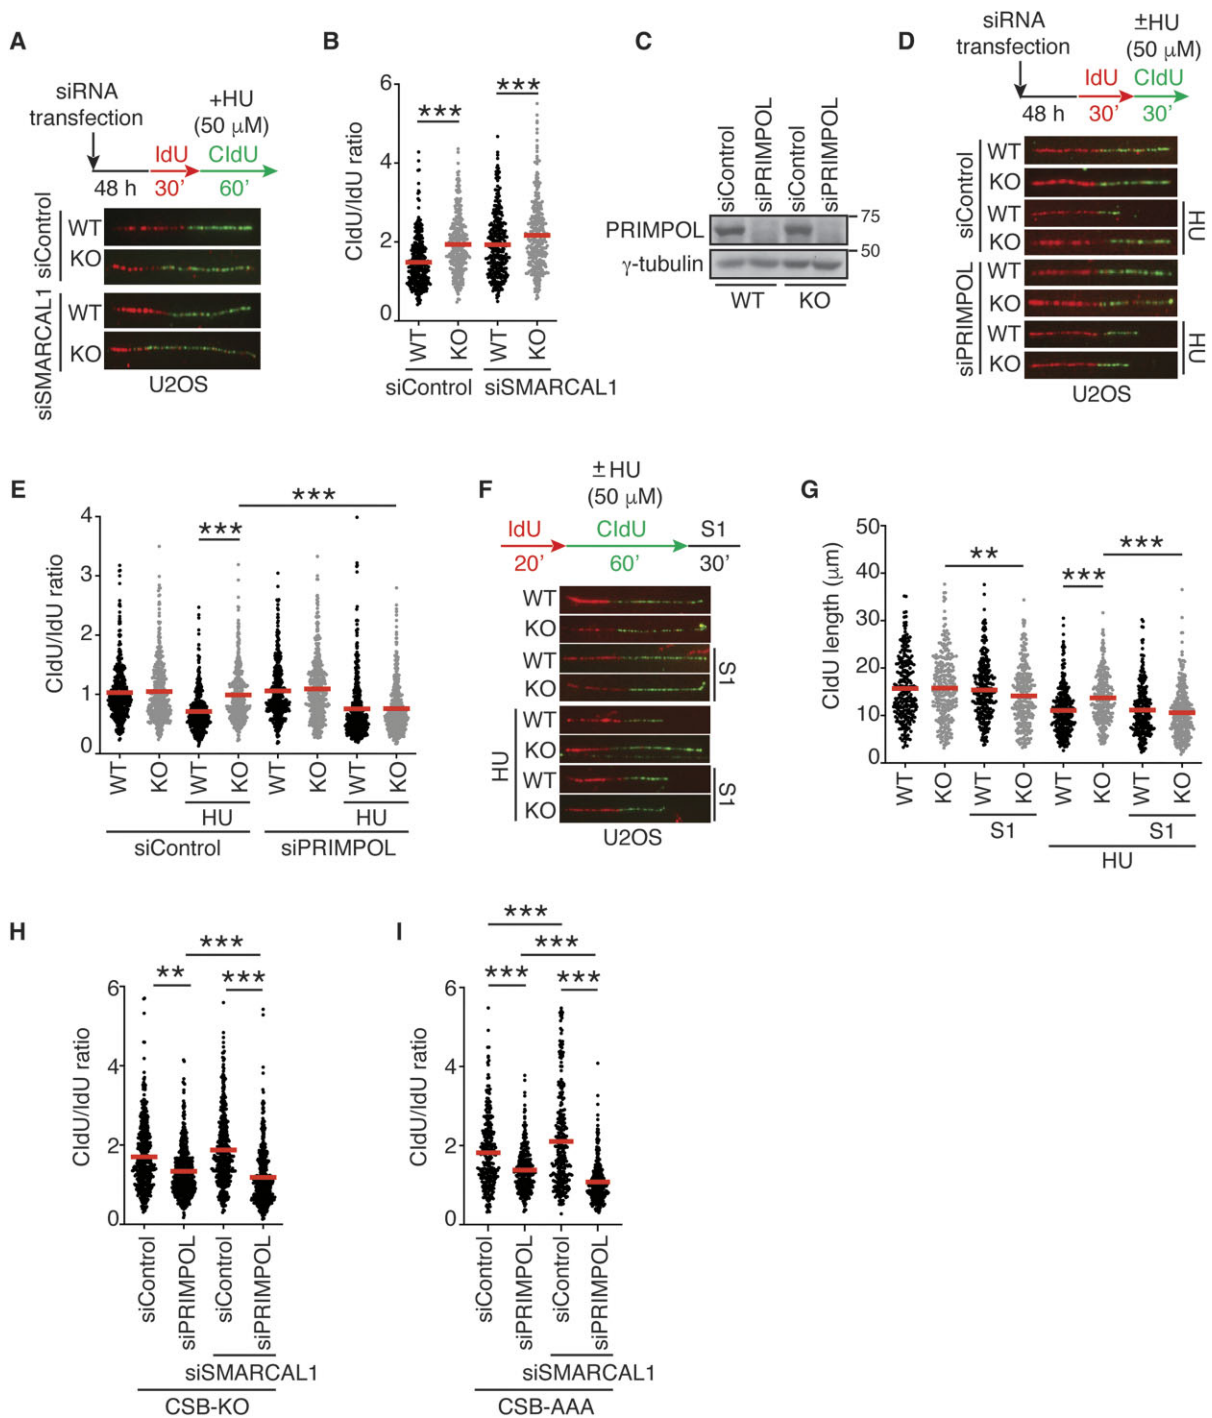 A
siRNA
transfection
+HU
(50 μM)
IdU
CldU
48 h
30’
60’
siControl
WT
KO
siSMARCAL1
WT
KO
U2OS
B
CldU/IdU ratio
6
4
2
0
***
***
WT
KO
WT
KO
siControl
siSMARCAL1
C
siControl
siPRIMPOL
siControl
siPRIMPOL
PRIMPOL
γ-tubulin
75
50
WT
KO
D
siRNA
transfection
±HU
(50 μM)
IdU
CldU
48 h
30’
30’
siControl
WT
KO
WT
KO
HU
siPRIMPOL
WT
KO
WT
KO
HU
U2OS
E
CldU/IdU ratio
4
3
2
1
0
***
***
WT
KO
WT
KO
WT
KO
WT
KO
HU
HU
siControl
siPRIMPOL
F
±HU
(50 μM)
IdU
CldU
S1
20’
60’
30’
WT
KO
WT
KO
S1
HU
WT
KO
WT
KO
S1
U2OS
G
CldU length (μm)
50
40
30
20
10
0
**
***
***
WT
KO
WT
KO
WT
KO
WT
KO
S1
S1
HU
H
CldU/IdU ratio
6
4
2
0
***
**
***
siControl
siPRIMPOL
siControl
siPRIMPOL
siSMARCAL1
CSB-KO
I
CldU/IdU ratio
6
4
2
0
***
***
***
***
siControl
siPRIMPOL
siControl
siPRIMPOL
siSMARCAL1
CSB-AAA